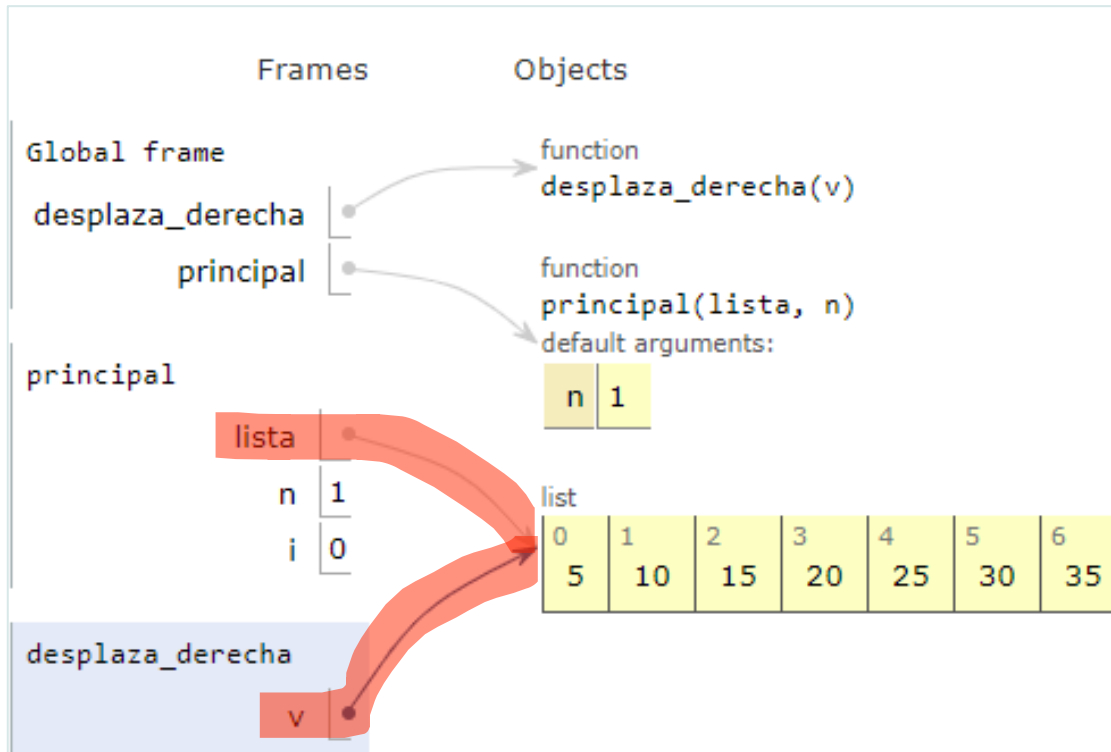 Frames Objects
Global frame
desplaza_derecha
principal
function
desplaza_derecha(v)
function
principal(lista, n)
default arguments:
n 1
principal
lista
n 1
i 0
list
0 1 2 3 4 5 6
5 10 15 20 25 30 35
desplaza_derecha
v